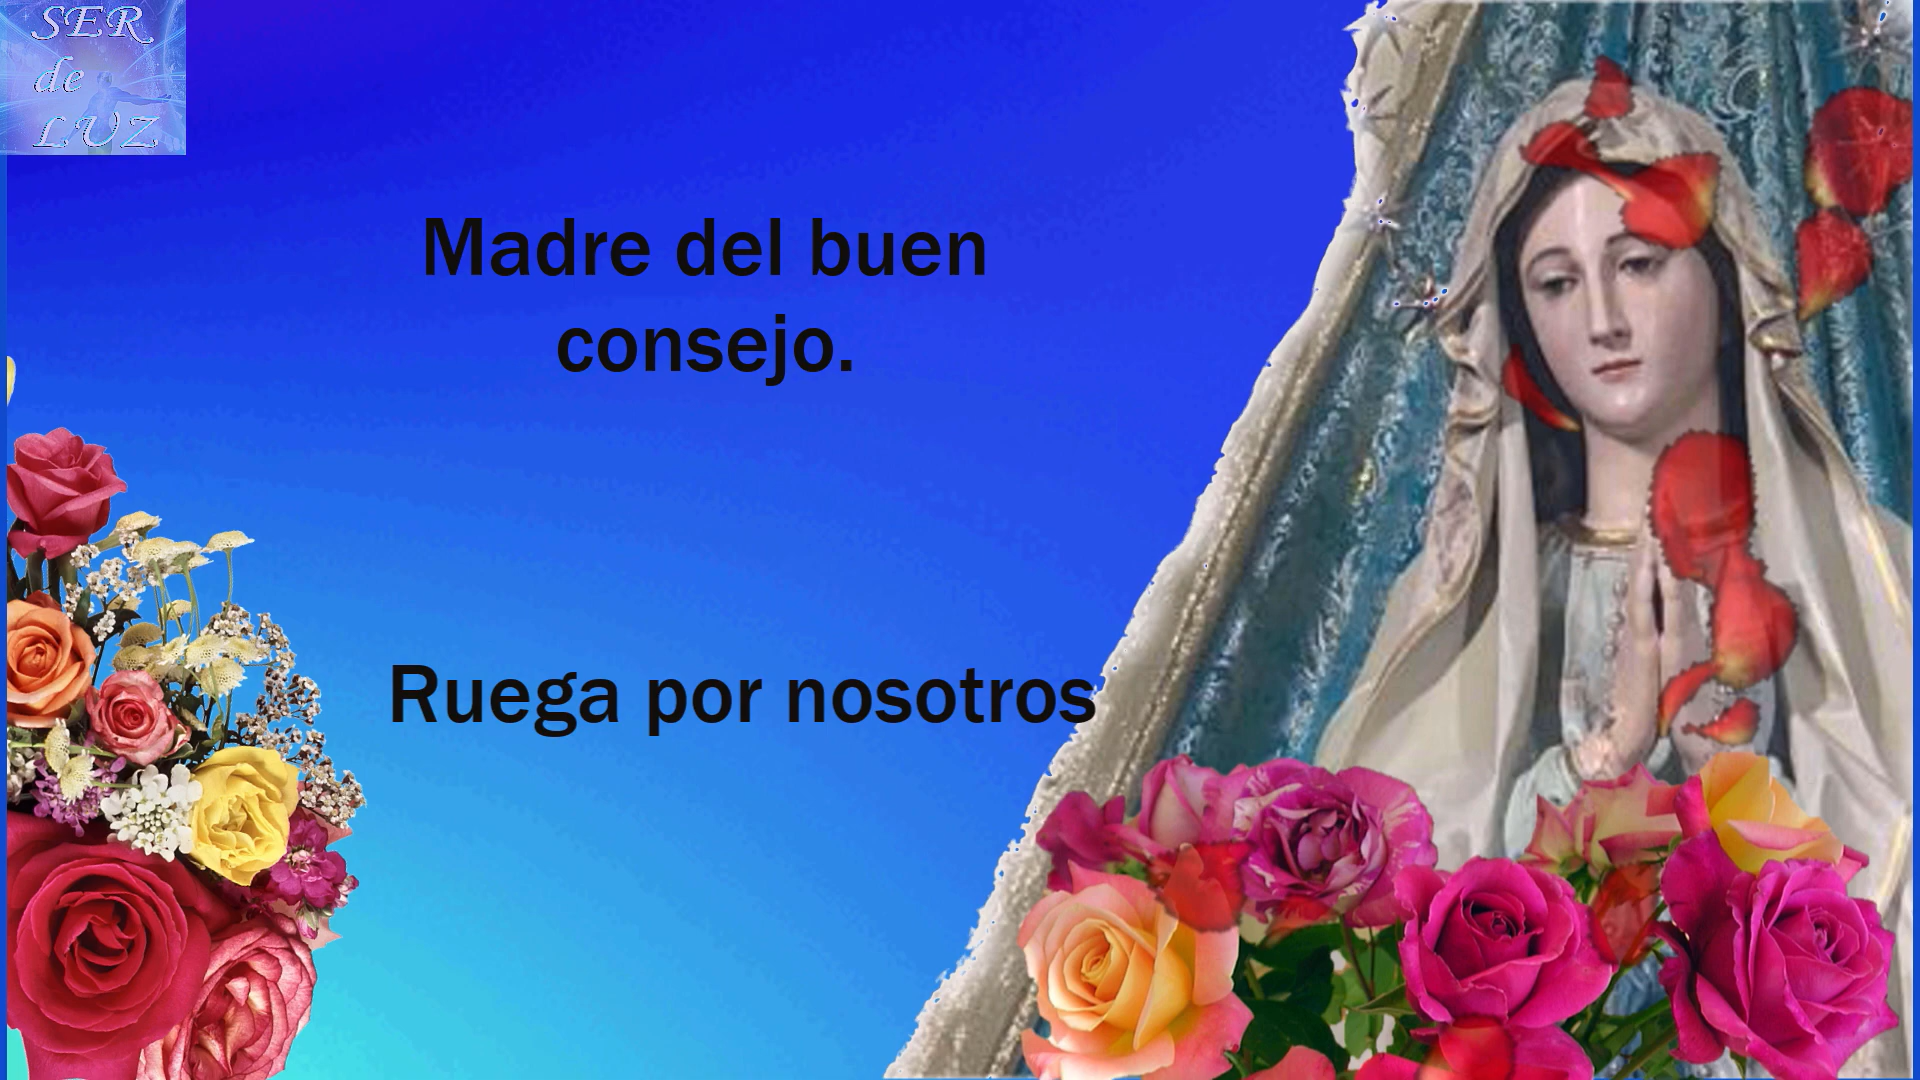 SER
de
LUZ
Madre del buen
consejo.
Ruega por nosotros